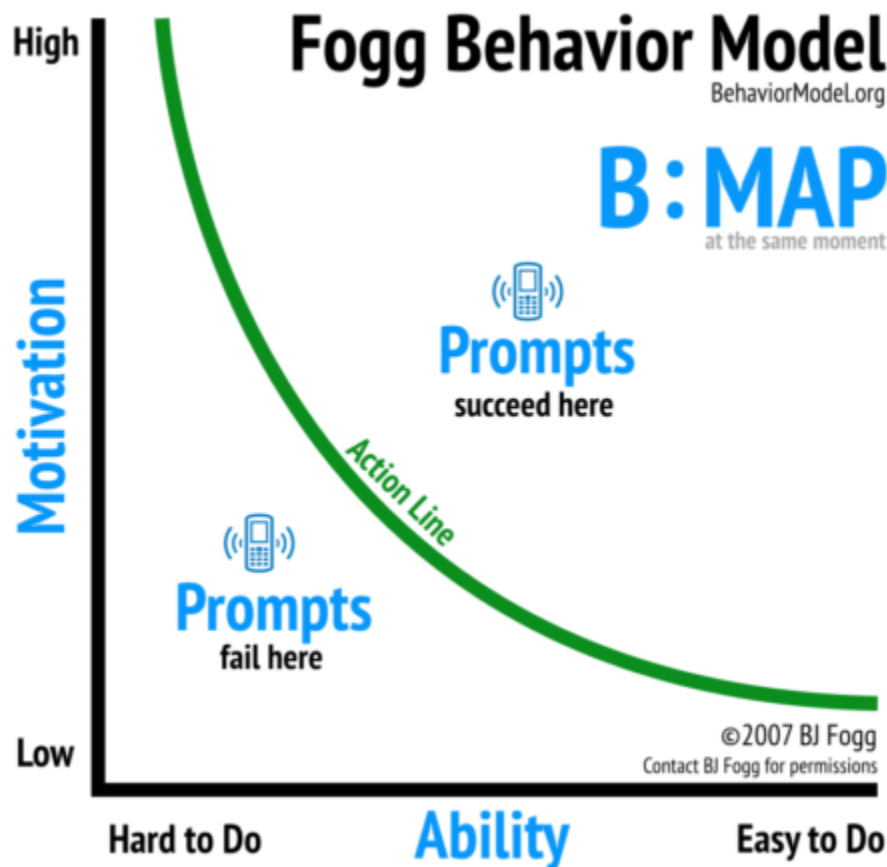 High
Fogg Behavior Model
BehaviorModel.org
B:MAP
at the same moment
Motivation
Prompts
succeed here
Action Line
Prompts
fail here
Low
©2007 BJ Fogg
Contact BJ Fogg for permissions
Hard to Do
Ability
Easy to Do